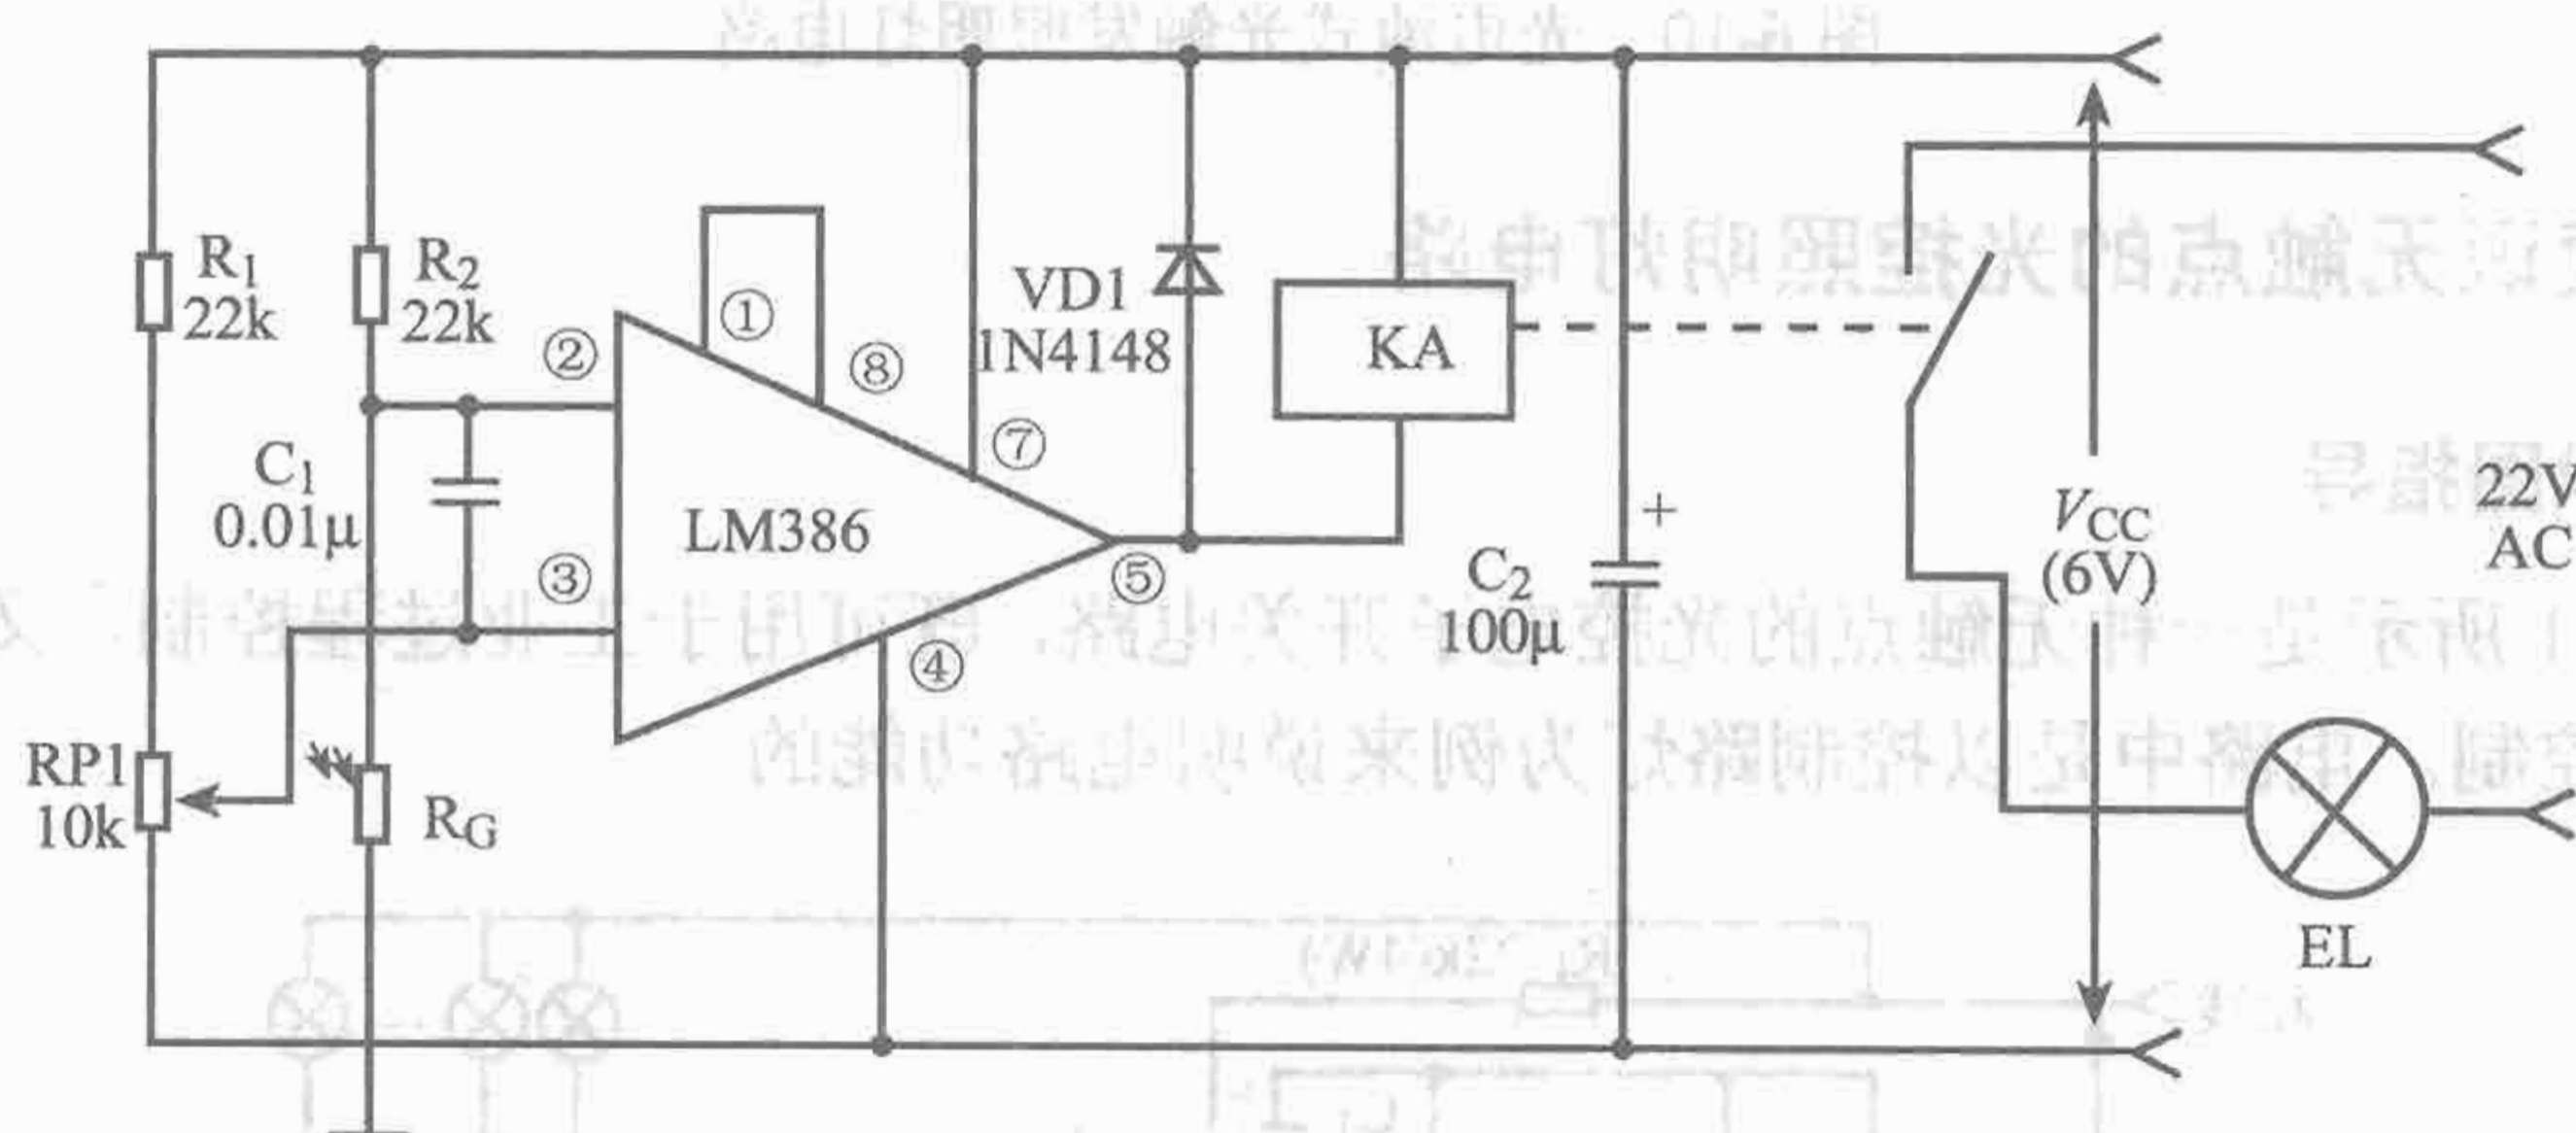 R1
22k
R2
22k
①
②
⑧
VD1
1N4148
KA
⑦
C1
0.01μ
LM386
③
⑤
④
+
C2
100μ
VCC
(6V)
22V
AC
RP1
10k
RG
EL